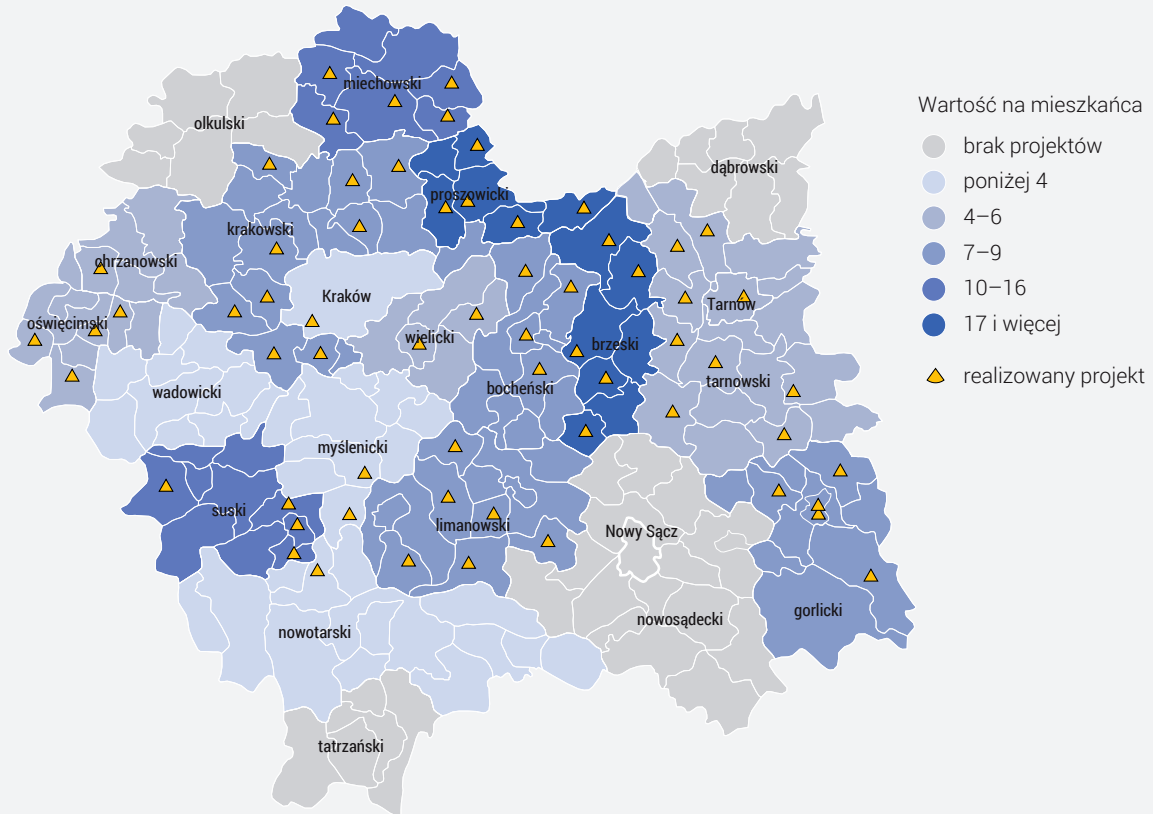 miechowski
olkulski
dąbrowski
proszowicki
krakowski
chrzanowski
Kraków
Tarnów
oświęcimski
wielicki
brzeski
wadowicki
bocheński
tarnowski
myślenicki
suski
limanowski
Nowy Sącz
gorlicki
nowotarski
nowosądecki
tatrzański
Wartość na mieszkańca
brak projektów
poniżej 4
4–6
7–9
10–16
17 i więcej
realizowany projekt